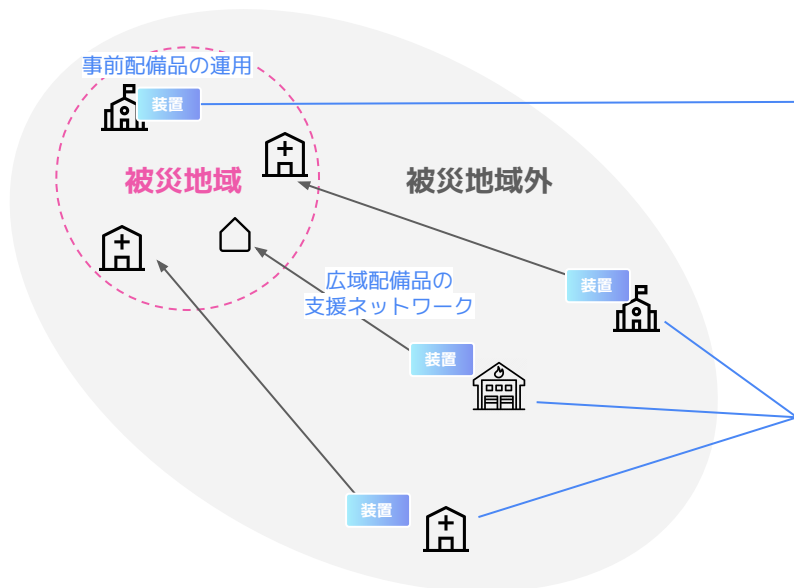 事前配備品の運用
装置
被災地域
被災地域外
広域配備品の
支援ネットワーク
装置
装置
装置